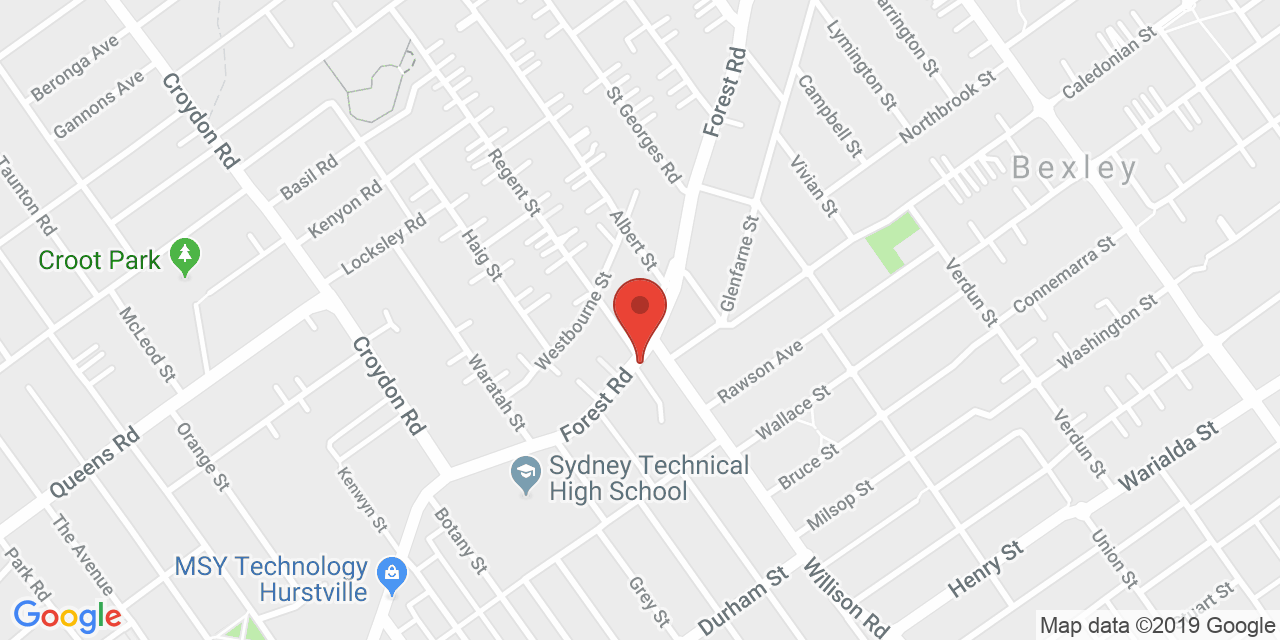 Beronga Ave
Gannons Ave
Croydon Rd
Taunton Rd
Basil Rd
Kenyon Rd
Locksley Rd
Regent St
St Georges Rd
Forest Rd
Lymington St
Campbell St
Northbrook St
Caledonian St
Bexley
Vivian St
Albert St
Haig St
Croot Park
Westbourne St
Glenfarne St
Verdun St
Connemarra St
Washington St
McLeod St
Croydon Rd
Waratah St
Forest Rd
Rawson Ave
Wallace St
Bruce St
Milsop St
Verdun St
Warialda St
Queens Rd
Orange St
Kenwyn St
Botany St
Sydney Technical
High School
MSY Technology
Hurstville
The Avenue
Park Rd
Grey St
Durham St
Willison Rd
Henry St
Union St
Google
Map data ©2019 Google